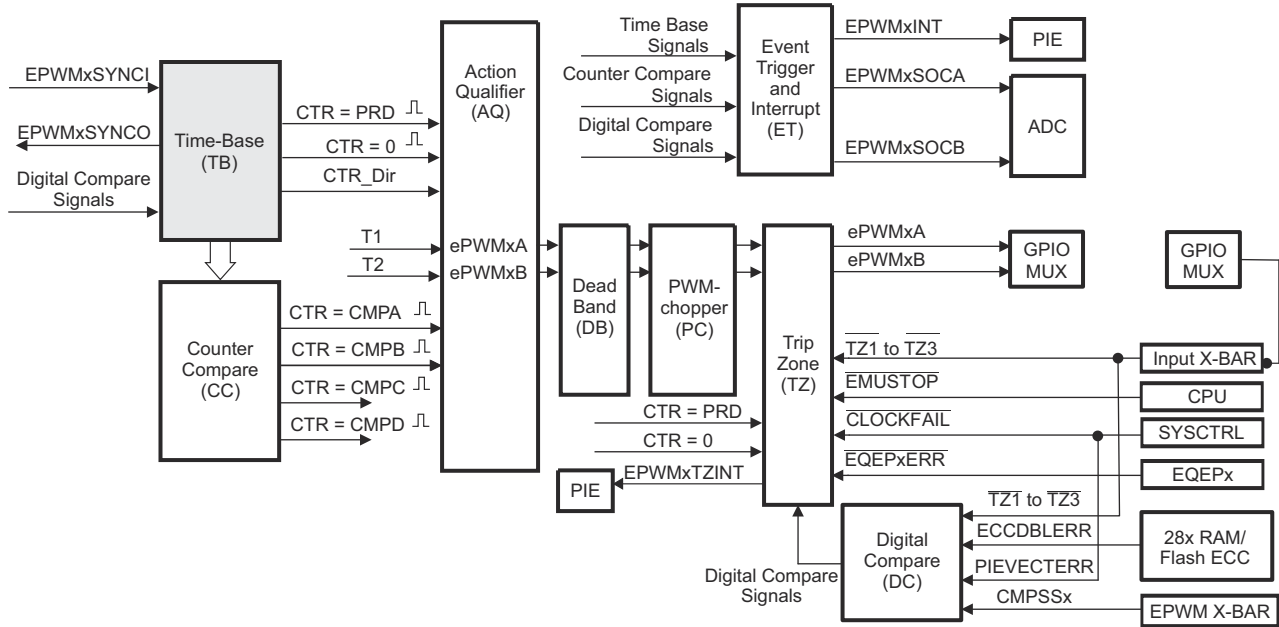 EPWMxSYNCI
EPWMxSYNCO
Digital Compare
Signals
Time-Base
(TB)
CTR = PRD
CTR = 0
CTR_Dir
T1
T2
Counter
Compare
(CC)
CTR = CMPA
CTR = CMPB
CTR = CMPC
CTR = CMPD
Action
Qualifier
(AQ)
ePWMxA
ePWMxB
Time Base
Signals
Counter Compare
Signals
Digital Compare
Signals
Event
Trigger
and
Interrupt
(ET)
EPWMxINT
EPWMxSOCA
EPWMxSOCB
PIE
ADC
Dead
Band
(DB)
PWM-
chopper
(PC)
Trip
Zone
(TZ)
ePWMxA
ePWMxB
GPIO
MUX
GPIO
MUX
TZ1 to TZ3
EMUSTOP
CLOCKFAIL
EQEPxERR
Input X-BAR
CPU
SYSCTRL
EQEPx
CTR = PRD
CTR = 0
EPWMxTZINT
PIE
Digital Compare
Signals
Digital
Compare
(DC)
TZ1 to TZ3
ECCDBLERR
PIEVECTERR
CMPSSx
28x RAM/
Flash ECC
EPWM X-BAR